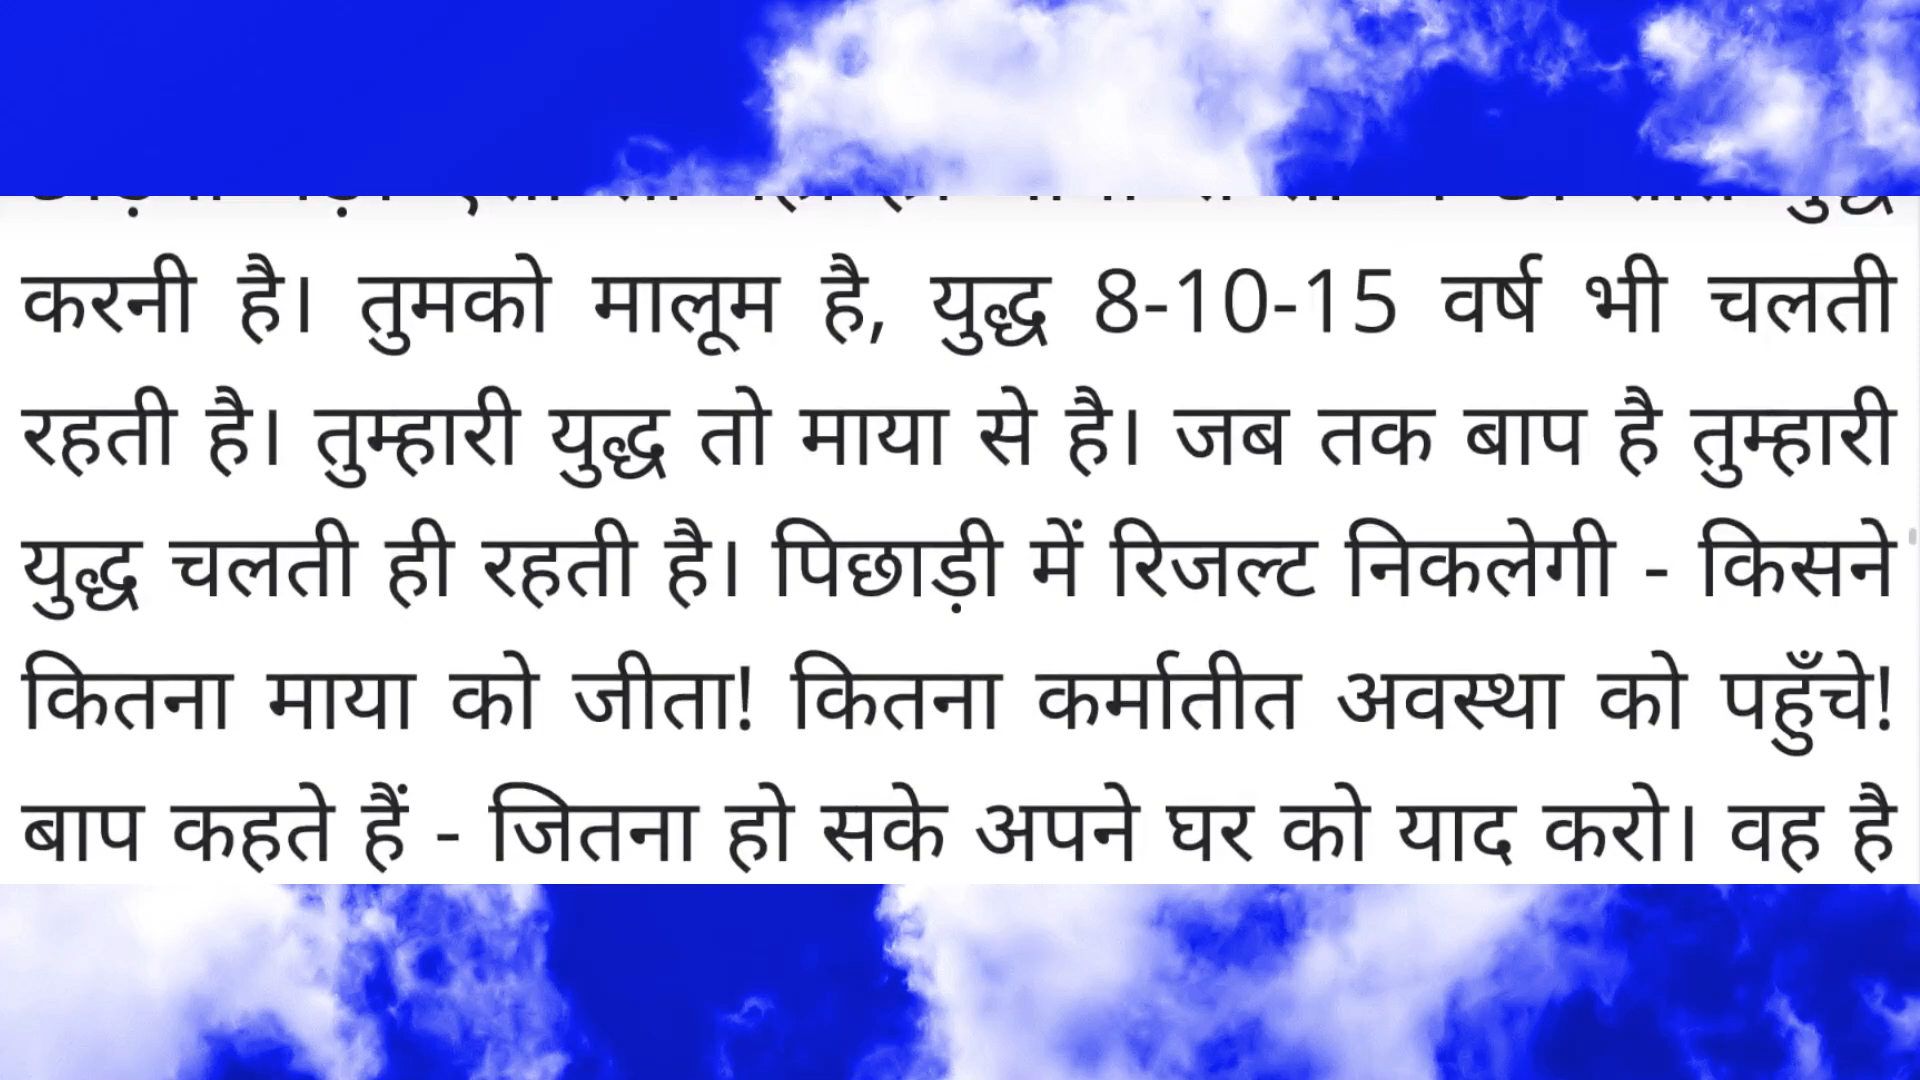 करनी है। तुमको मालूम है, युद्ध 8-10-15 वर्ष भी चलती
रहती है। तुम्हारी युद्ध तो माया से है। जब तक बाप है तुम्हारी
युद्ध चलती ही रहती है। पिछाड़ी में रिजल्ट निकलेगी - किसने
कितना माया को जीता! कितना कर्मातीत अवस्था को पहुँचे!
बाप कहते हैं - जितना हो सके अपने घर को याद करो। वह है